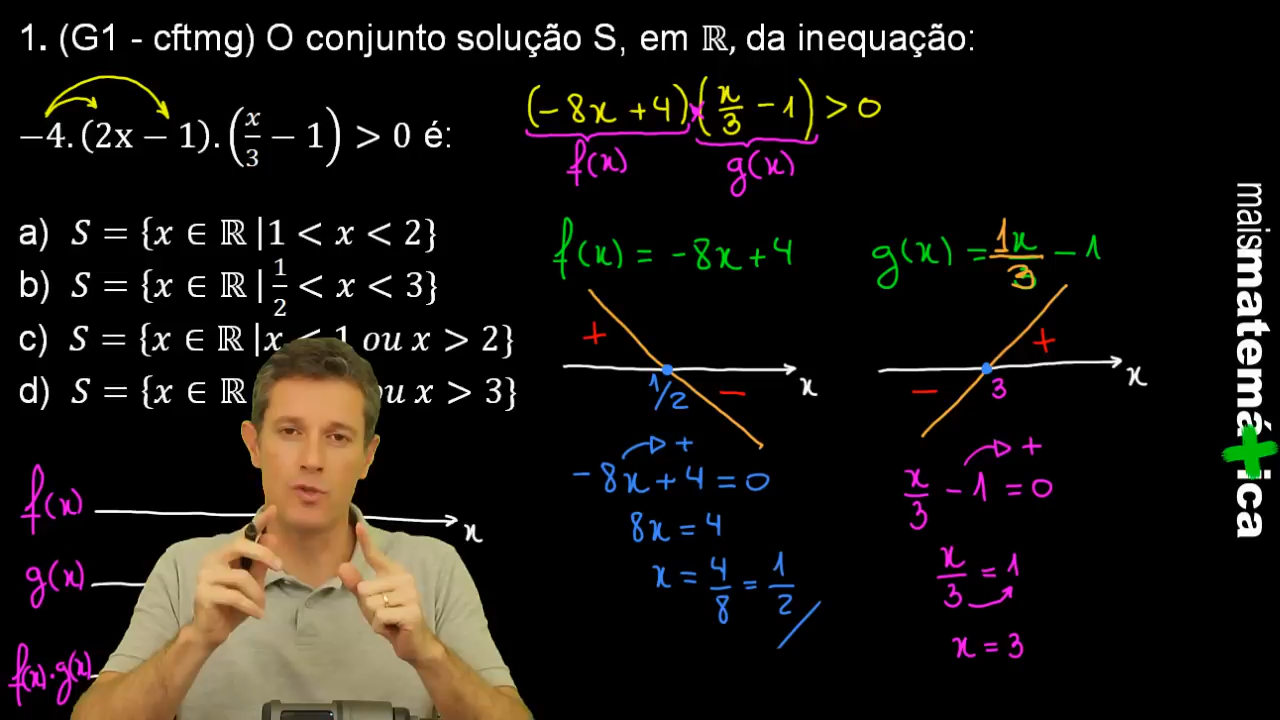 1. (G1 - cftmg) O conjunto solução S, em ℝ, da inequação:
−4.(2x − 1).(x/3 − 1) > 0 é:
a) S = {x ∈ ℝ |1 < x < 2}
b) S = {x ∈ ℝ | 1/2 < x < 3}
c) S = {x ∈ ℝ |x < 1 ou x > 2}
d) S = {x ∈ ℝ ou x > 3}
f(x) x
g(x)
f(x)·g(x)
(−8x + 4)×(x/3 − 1) > 0
f(x) g(x)
f(x) = −8x + 4
+ −
1/2 x
−8x + 4 = 0
+
8x = 4
x = 4/8 = 1/2
g(x) = 1x/3 − 1
− +
3 x
x/3 − 1 = 0
+
x/3 = 1
x = 3
maismatemática